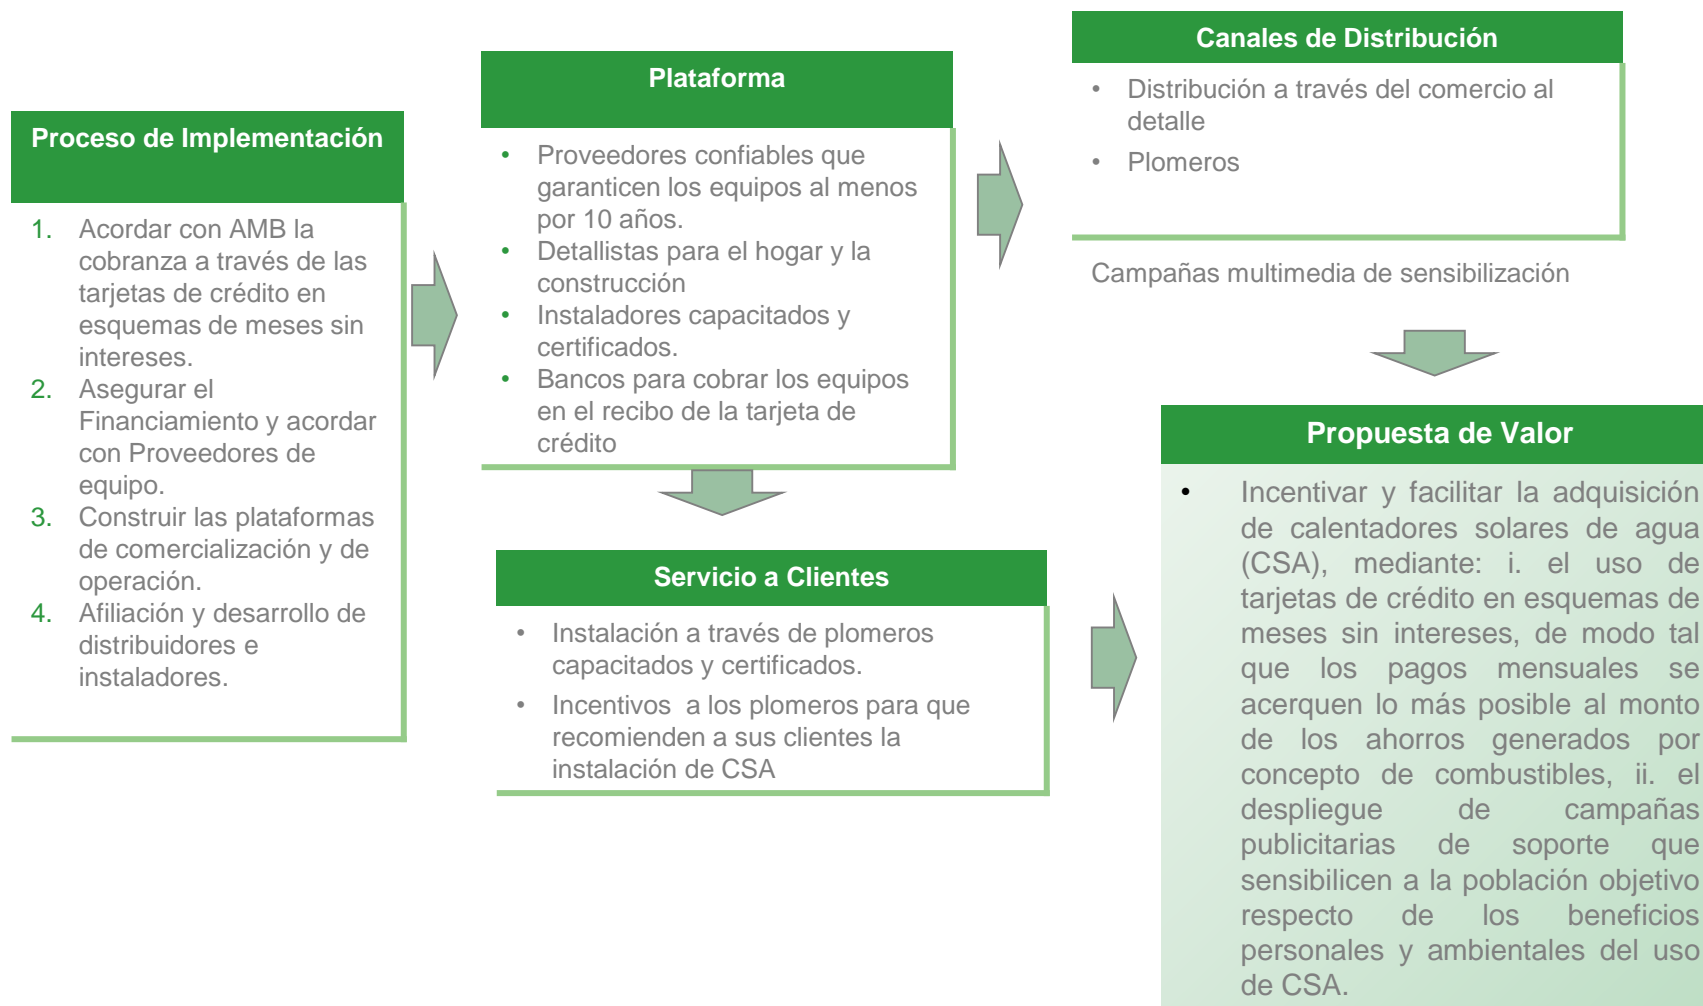 Proceso de Implementación
1. Acordar con AMB la
cobranza a través de las
tarjetas de crédito en
esquemas de meses sin
intereses.
2. Asegurar el
Financiamiento y acordar
con Proveedores de
equipo.
3. Construir las plataformas
de comercialización y de
operación.
4. Afiliación y desarrollo de
distribuidores e
instaladores.
Plataforma
• Proveedores confiables que
garanticen los equipos al menos
por 10 años.
• Detallistas para el hogar y la
construcción
• Instaladores capacitados y
certificados.
• Bancos para cobrar los equipos
en el recibo de la tarjeta de
crédito
Canales de Distribución
• Distribución a través del comercio al
detalle
• Plomeros
Campañas multimedia de sensibilización
Servicio a Clientes
• Instalación a través de plomeros
capacitados y certificados.
• Incentivos a los plomeros para que
recomienden a sus clientes la
instalación de CSA
Propuesta de Valor
• Incentivar y facilitar la adquisición
de calentadores solares de agua
(CSA), mediante: i. el uso de
tarjetas de crédito en esquemas de
meses sin intereses, de modo tal
que los pagos mensuales se
acerquen lo más posible al monto
de los ahorros generados por
concepto de combustibles, ii. el
despliegue de campañas
publicitarias de soporte que
sensibilicen a la población objetivo
respecto de los beneficios
personales y ambientales del uso
de CSA.